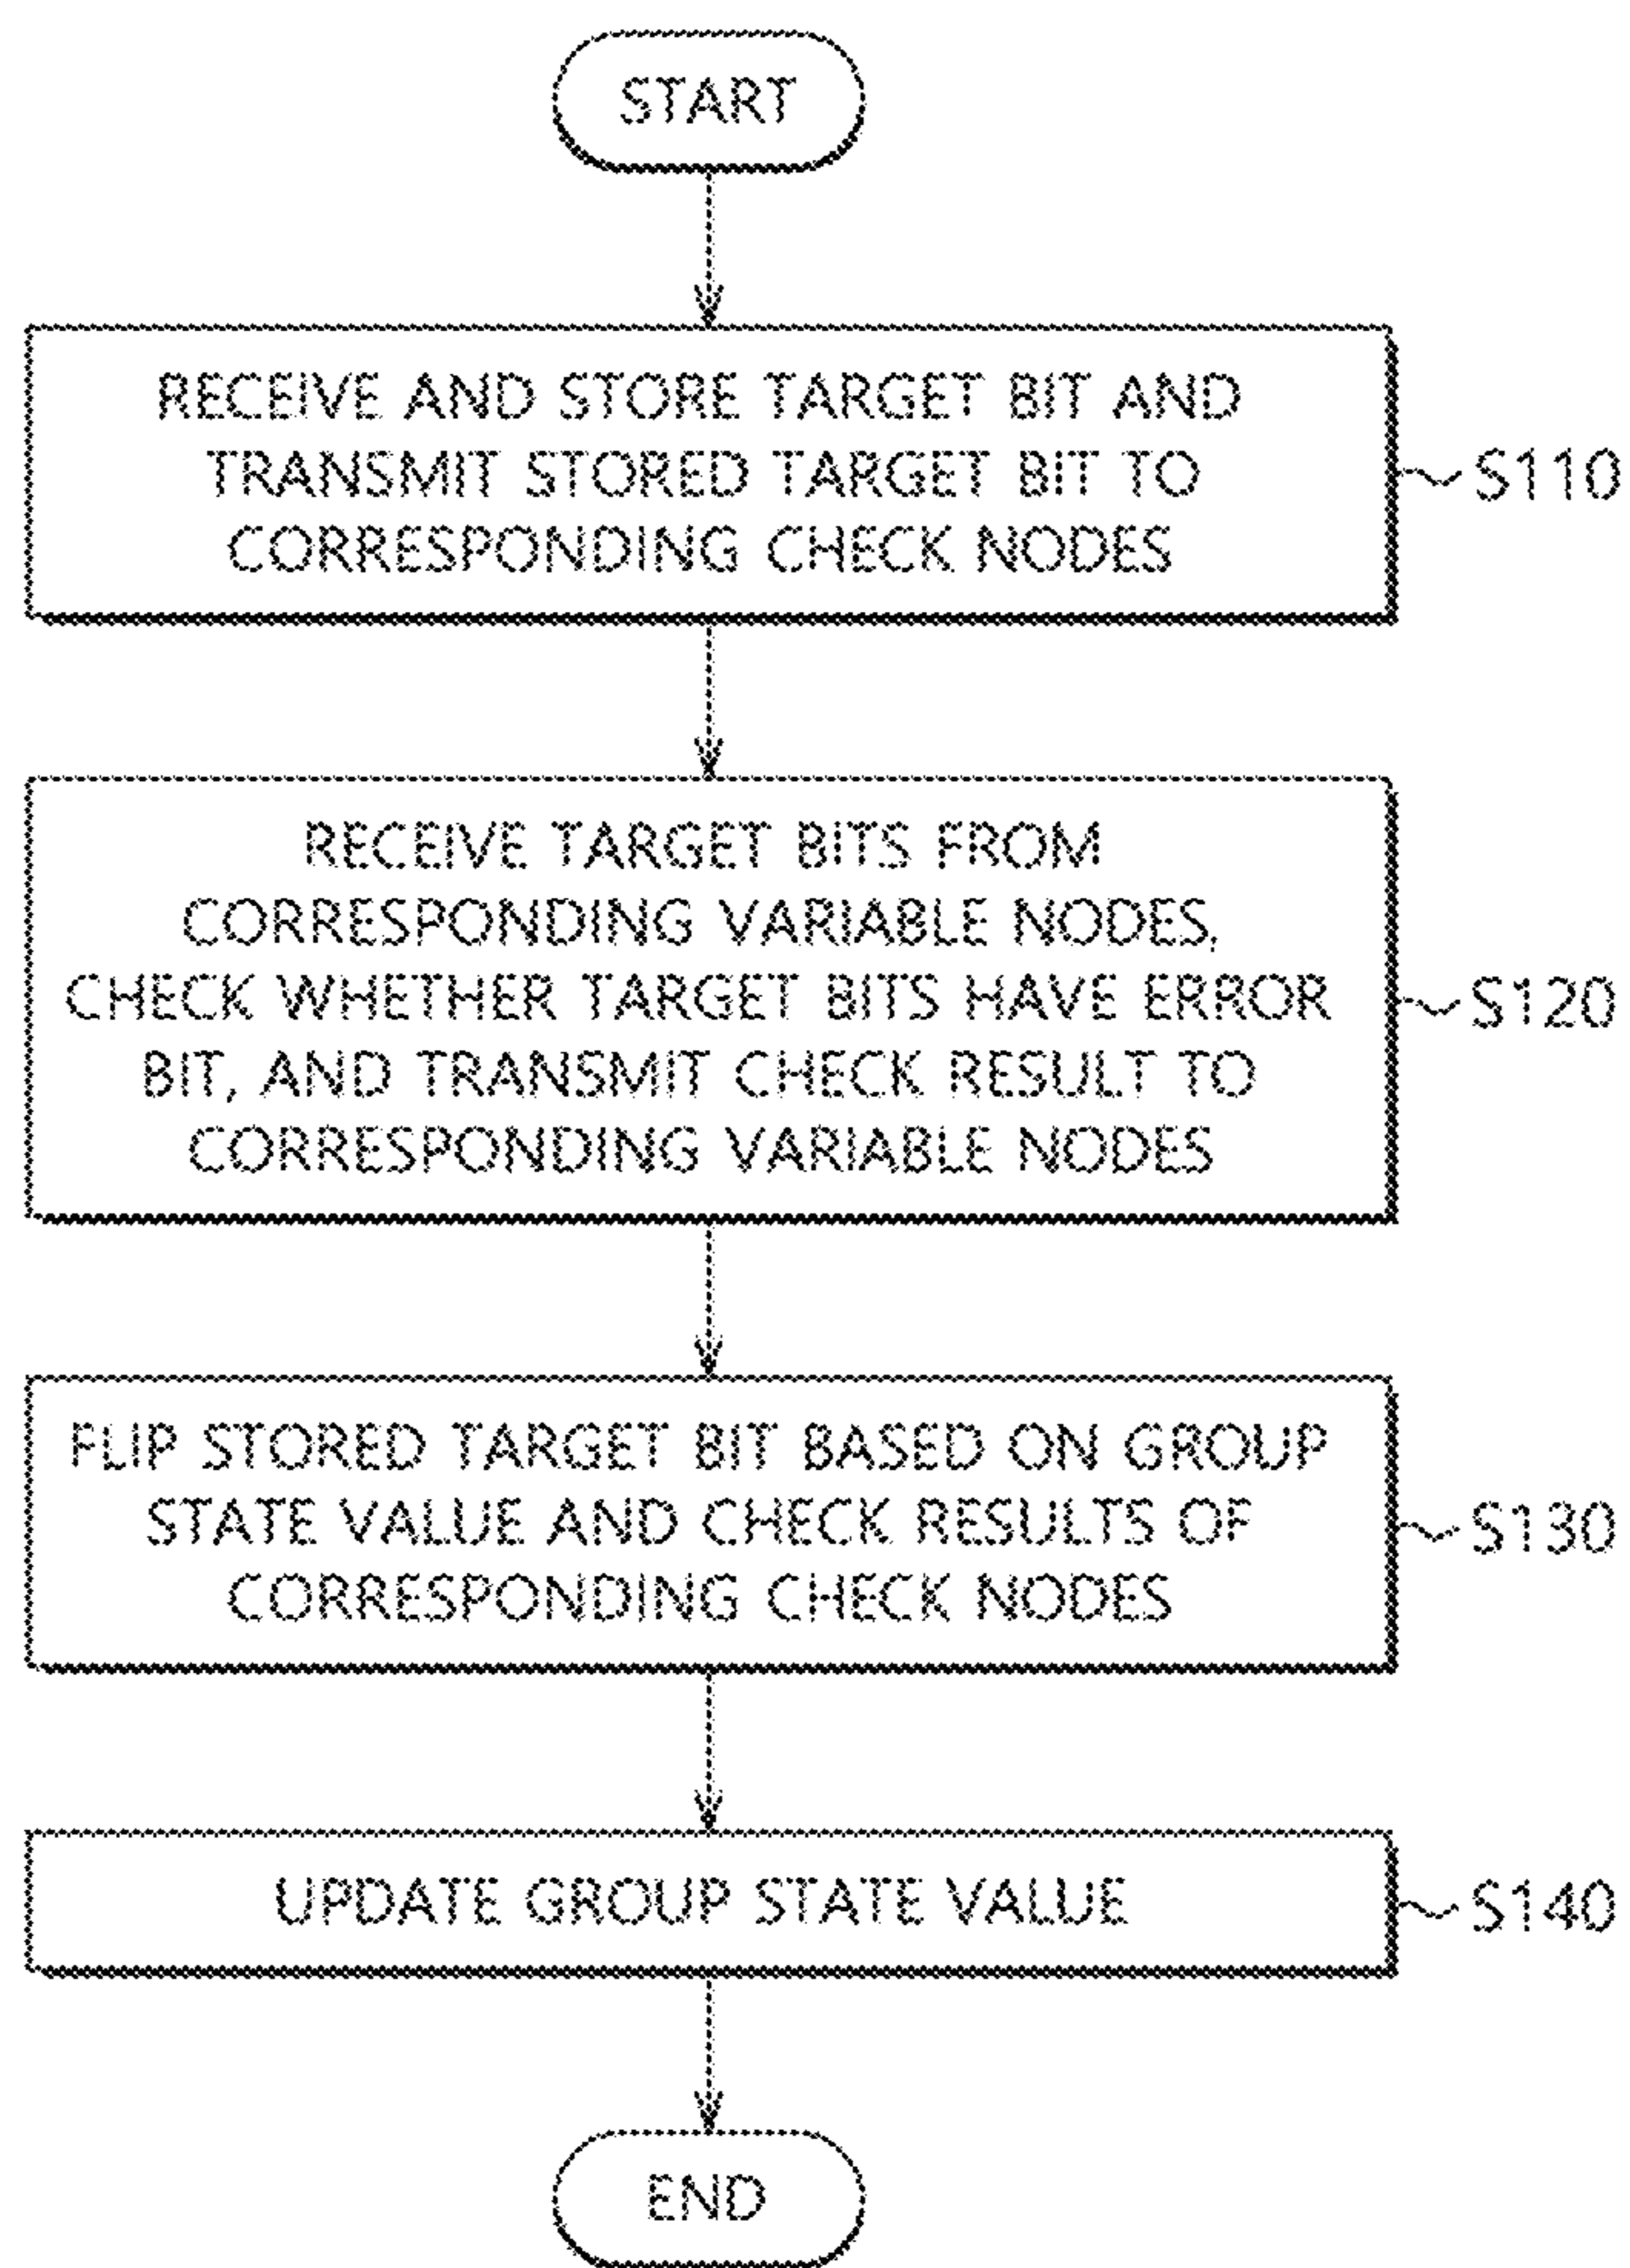 START
RECEIVE AND STORE TARGET BIT AND
TRANSMIT STORED TARGET BIT TO
CORRESPONDING CHECK NODES
S110
RECEIVE TARGET BITS FROM
CORRESPONDING VARIABLE NODES,
CHECK WHETHER TARGET BITS HAVE ERROR
BIT, AND TRANSMIT CHECK RESULT TO
CORRESPONDING VARIABLE NODES
S120
FLIP STORED TARGET BIT BASED ON GROUP
STATE VALUE AND CHECK RESULTS OF
CORRESPONDING CHECK NODES
S130
UPDATE GROUP STATE VALUE
S140
END